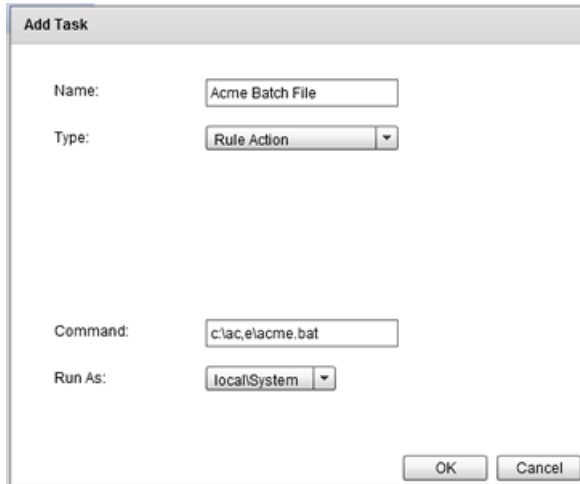 Add Task
Name: Acme Batch File
Type: Rule Action
Command: c:\ac,e\acme.bat
Run As: local\System
OK Cancel